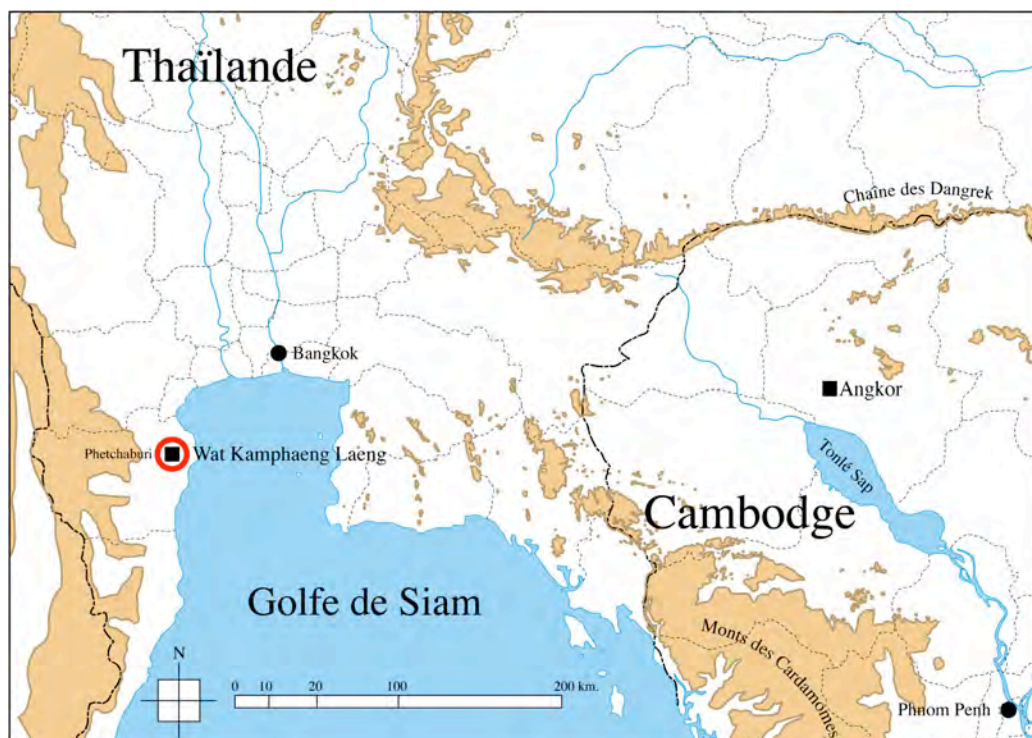 Thaïlande
Chaîne des Dangrek
Bangkok
Angkor
Phetchaburi
Wat Kamphaeng Laeng
Tonlé Sap
Cambodge
Golfe de Siam
Monts des Cardamomes
N
0 10 20 100 200 km.
Phnom Penh